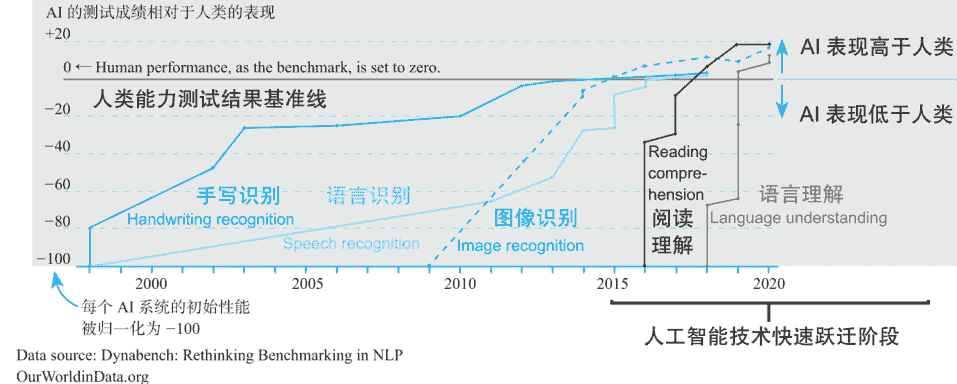 AI 的测试成绩相对于人类的表现
+20
AI 表现高于人类
0 ← Human performance, as the benchmark, is set to zero.
人类能力测试结果基准线
−20
AI 表现低于人类
−40
Reading
compre-
hension
阅读
理解
−60
手写识别
Handwriting recognition
语言识别
Speech recognition
图像识别
Image recognition
语言理解
Language understanding
−80
−100
2000
2005
2010
2015
2020
每个 AI 系统的初始性能
被归一化为 −100
人工智能技术快速跃迁阶段
Data source: Dynabench: Rethinking Benchmarking in NLP
OurWorldinData.org